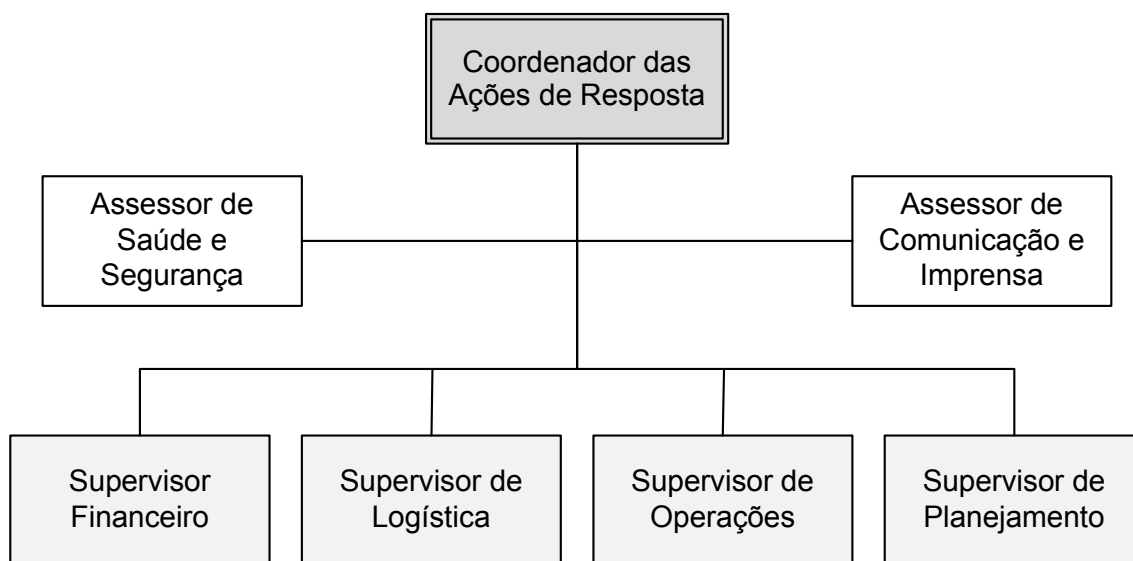 Coordenador das
Ações de Resposta
Assessor de
Saúde e
Segurança
Assessor de
Comunicação e
Imprensa
Supervisor
Financeiro
Supervisor de
Logística
Supervisor de
Operações
Supervisor de
Planejamento